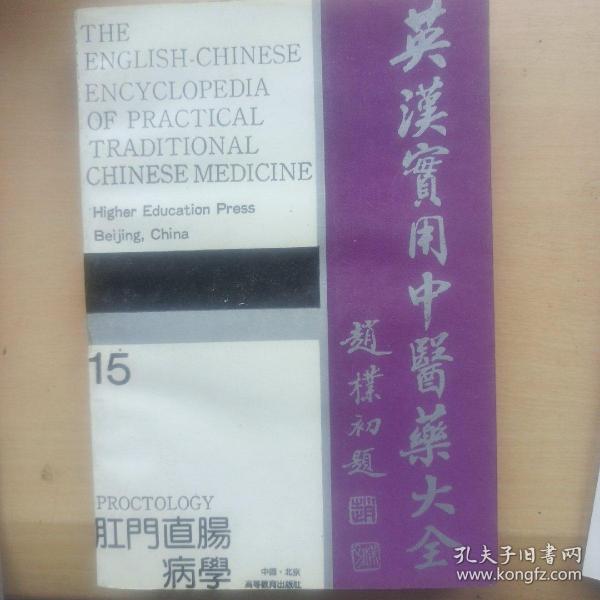 THE
ENGLISH-CHINESE
ENCYCLOPEDIA
OF PRACTICAL
TRADITIONAL
CHINESE MEDICINE
Higher Education Press
Beijing, China
15
PROCTOLOGY
肛門直腸
病學
中國·北京
高等教育出版社
英漢實用中醫藥大全
趙樸初題
孔夫子旧書网
www.kongfz.com